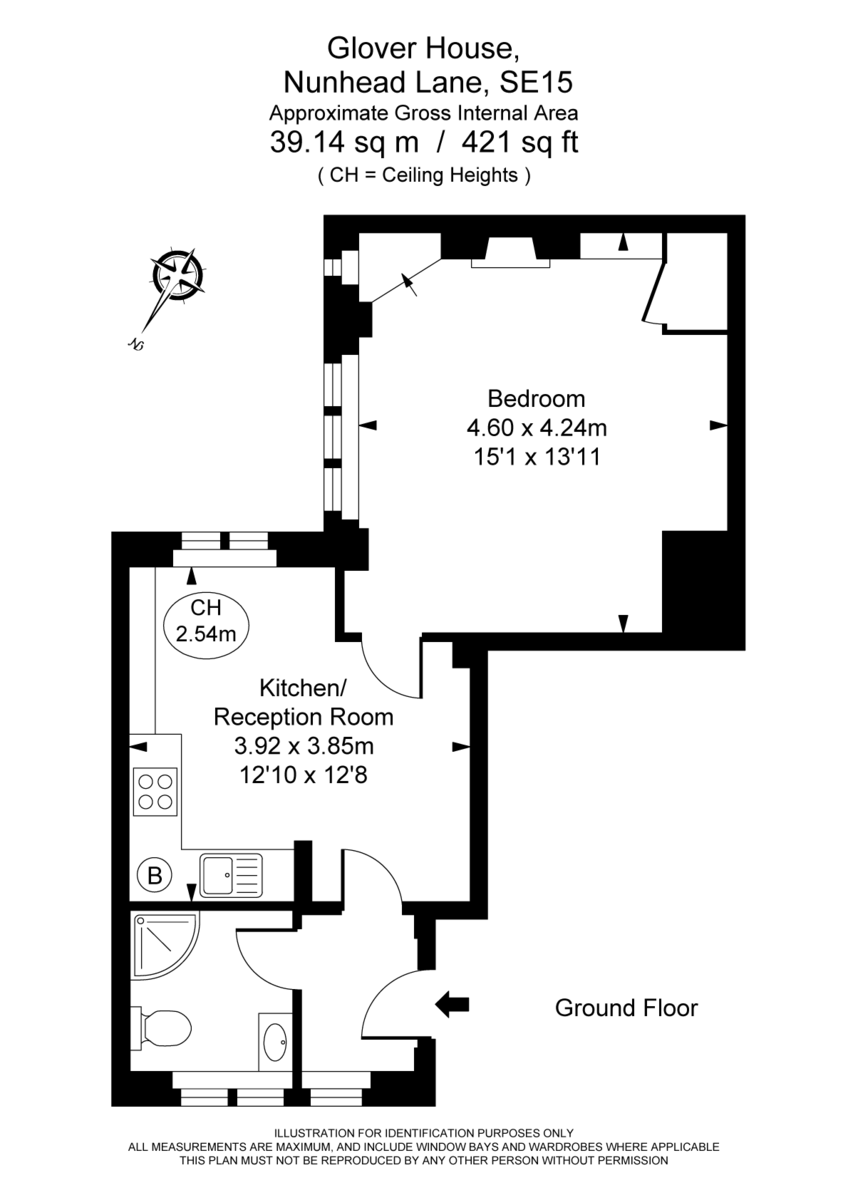 Glover House,
Nunhead Lane, SE15
Approximate Gross Internal Area
39.14 sq m / 421 sq ft
( CH = Ceiling Heights )
N
Bedroom
4.60 x 4.24m
15'1 x 13'11
CH
2.54m
Kitchen/
Reception Room
3.92 x 3.85m
12'10 x 12'8
B
Ground Floor
ILLUSTRATION FOR IDENTIFICATION PURPOSES ONLY
ALL MEASUREMENTS ARE MAXIMUM, AND INCLUDE WINDOW BAYS AND WARDROBES WHERE APPLICABLE
THIS PLAN MUST NOT BE REPRODUCED BY ANY OTHER PERSON WITHOUT PERMISSION